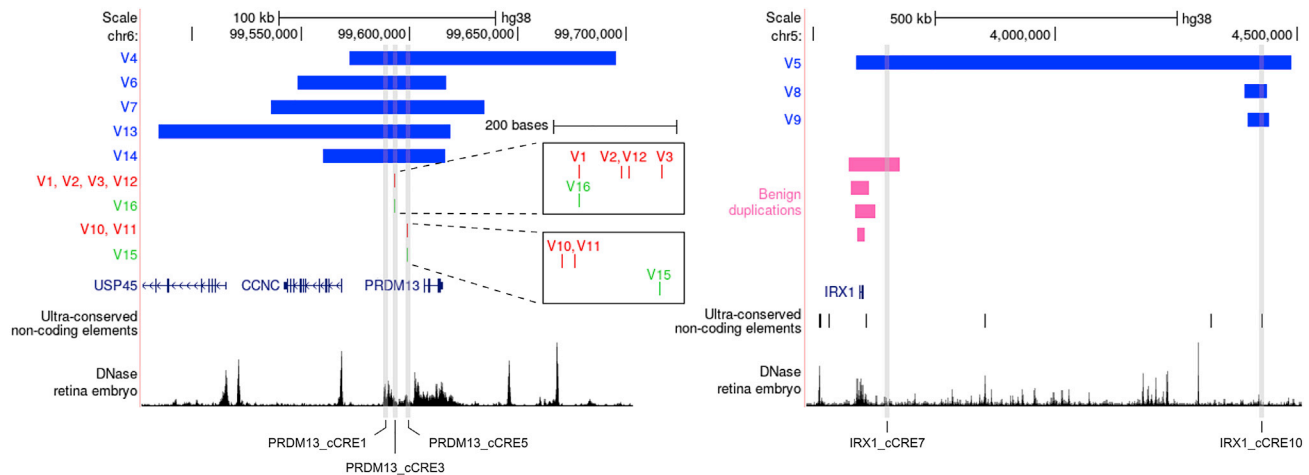 Scale 100 kb hg38
chr6: 99,550,000 99,600,000 99,650,000 99,700,000
V4
V6
V7
V13
200 bases
V14
V1 V2, V12 V3
V1, V2, V3, V12
V16
V16
V10, V11
V10, V11
V15
V15
USP45 CCNC PRDM13
Ultra-conserved
non-coding elements
DNase
retina embryo
PRDM13_cCRE1 PRDM13_cCRE5
PRDM13_cCRE3
Scale 500 kb hg38
chr5: 4,000,000 4,500,000
V5
V8
V9
Benign
duplications
IRX1
Ultra-conserved
non-coding elements
DNase
retina embryo
IRX1_cCRE7 IRX1_cCRE10